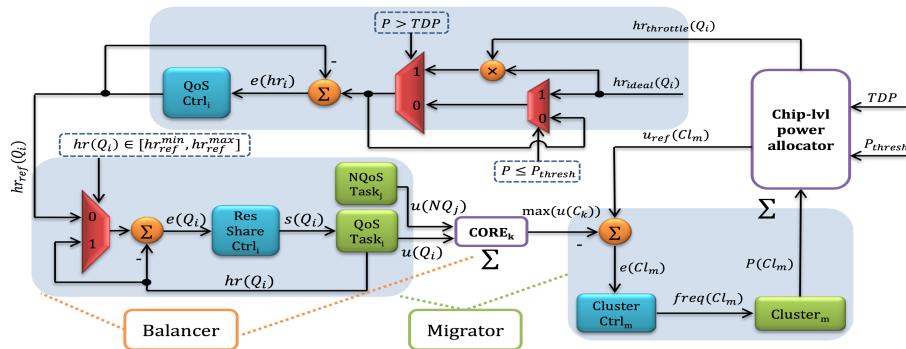 P > TDP
hr_throttle(Q_i)
-
1
×
hr_ideal(Q_i)
QoS
Ctrl_i
e(hr_i)
Σ
0
1
0
Chip-lvl
power
allocator
TDP
P_thresh
u_ref(Cl_m)
hr_ref(Q_i)
hr(Q_i) ∈ [hr_ref^min, hr_ref^max]
P ≤ P_thresh
NQoS
Task_j
u(NQ_j)
0
1
Σ
-
e(Q_i)
Res
Share
Ctrl_i
s(Q_i)
QoS
Task_i
u(Q_i)
CORE_k
Σ
max(u(C_k))
-
Σ
Σ
hr(Q_i)
e(Cl_m)
P(Cl_m)
Cluster
Ctrl_m
freq(Cl_m)
Cluster_m
Balancer
Migrator